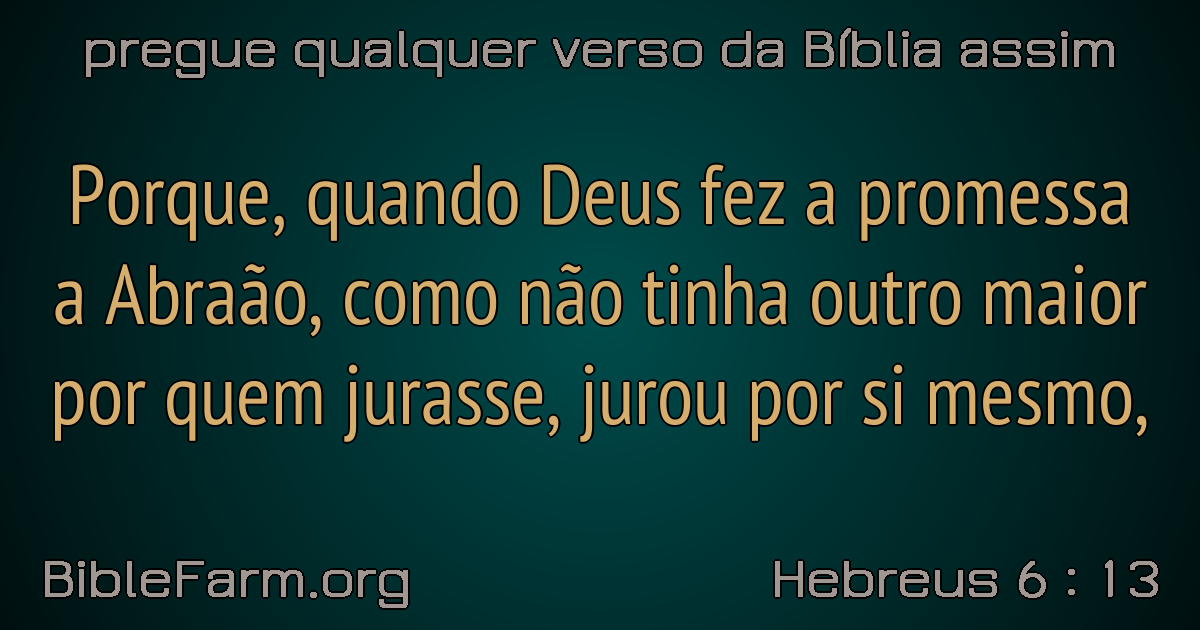 pregue qualquer verso da Bíblia assim
Porque, quando Deus fez a promessa
a Abraão, como não tinha outro maior
por quem jurasse, jurou por si mesmo,
BibleFarm.org
Hebreus 6 : 13